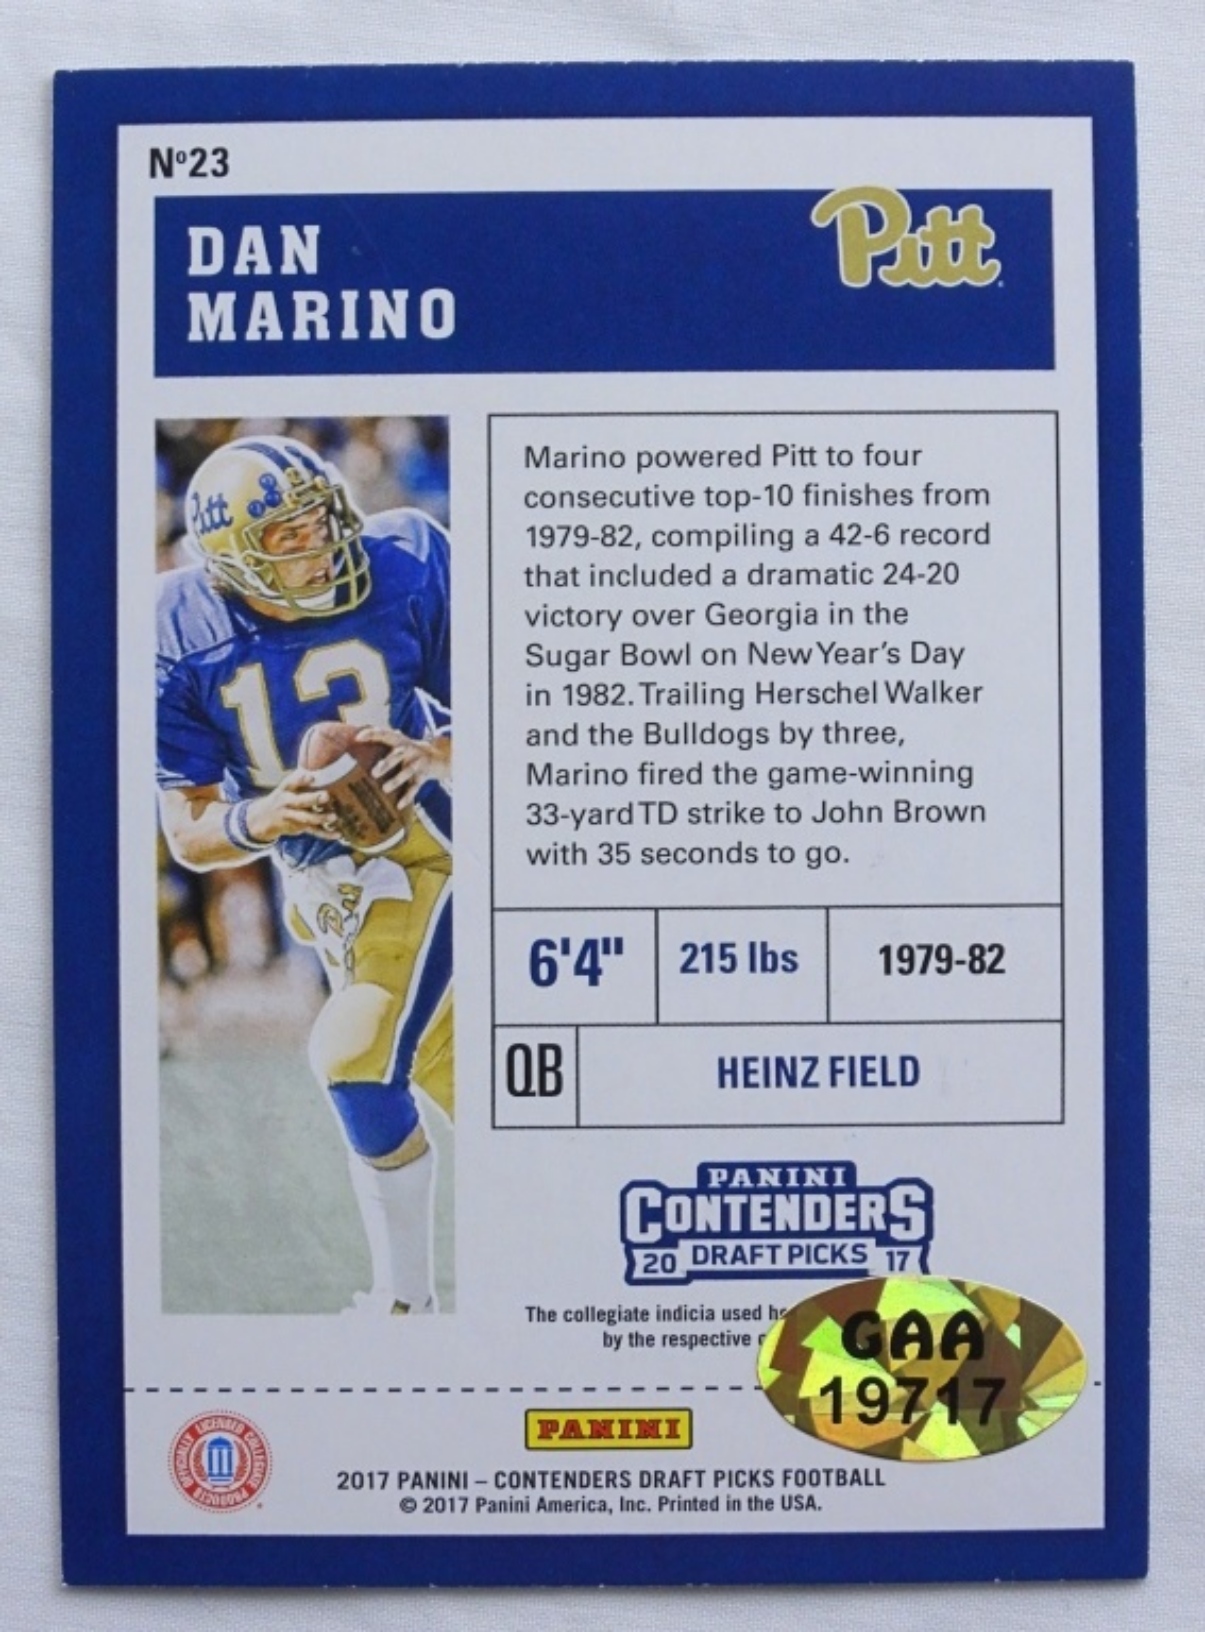 Nº23
DAN
MARINO
Pitt
Pitt
13
Marino powered Pitt to four
consecutive top-10 finishes from
1979-82, compiling a 42-6 record
that included a dramatic 24-20
victory over Georgia in the
Sugar Bowl on New Year's Day
in 1982. Trailing Herschel Walker
and the Bulldogs by three,
Marino fired the game-winning
33-yard TD strike to John Brown
with 35 seconds to go.
6'4" 215 lbs 1979-82
QB HEINZ FIELD
PANINI
CONTENDERS
20 DRAFT PICKS 17
The collegiate indicia used
by the respective
GAA
19717
OFFICIALLY LICENSED COLLEGIATE PRODUCTS
PANINI
2017 PANINI – CONTENDERS DRAFT PICKS FOOTBALL
© 2017 Panini America, Inc. Printed in the USA.